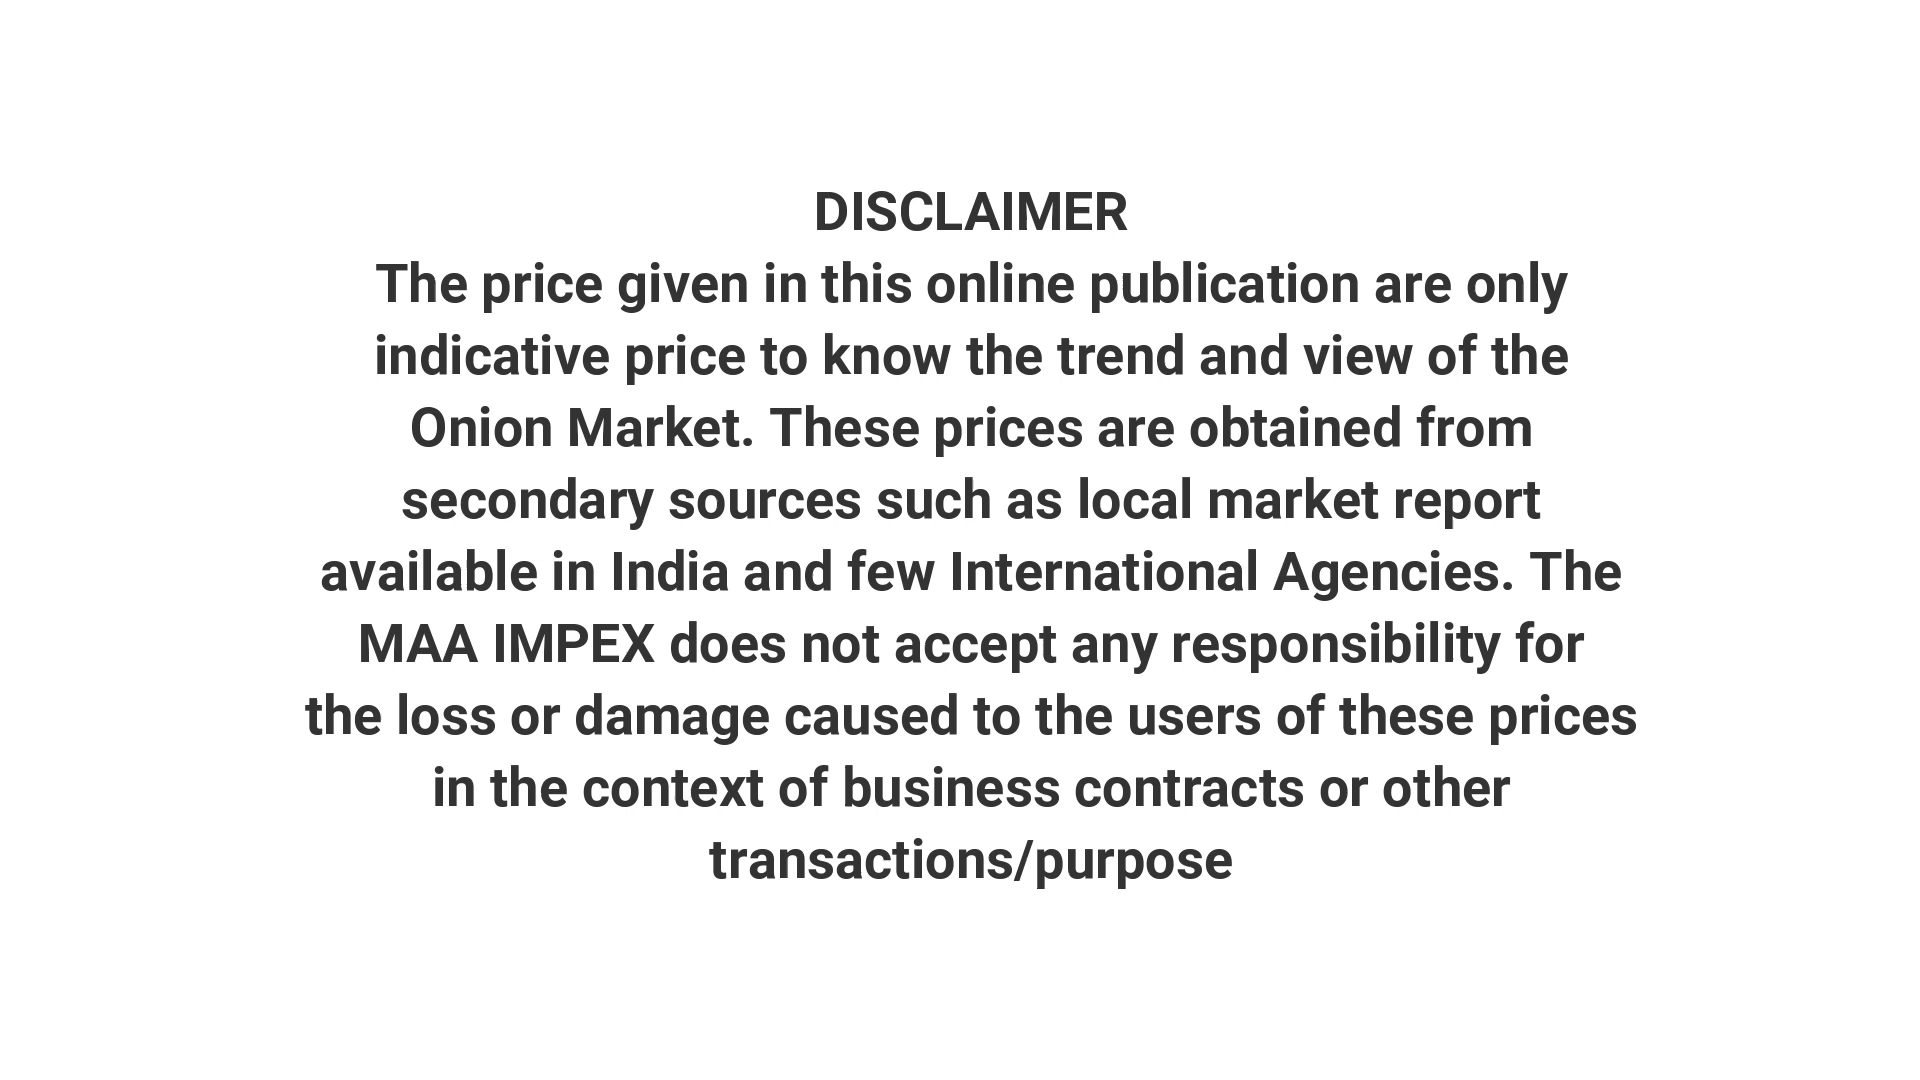 DISCLAIMER
The price given in this online publication are only
indicative price to know the trend and view of the
Onion Market. These prices are obtained from
secondary sources such as local market report
available in India and few International Agencies. The
MAA IMPEX does not accept any responsibility for
the loss or damage caused to the users of these prices
in the context of business contracts or other
transactions/purpose